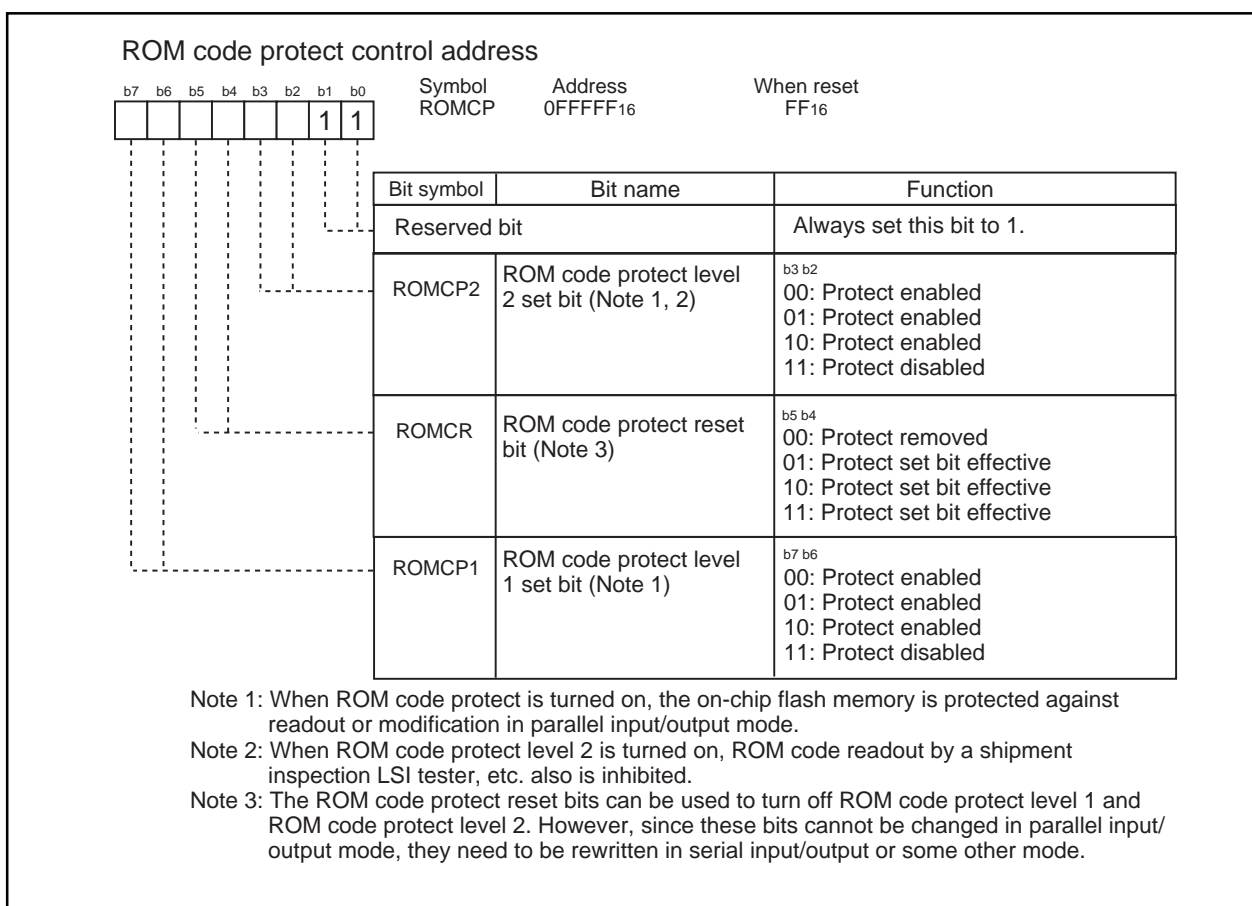 ROM code protect control address
b7 b6 b5 b4 b3 b2 b1 b0
1 1
Symbol Address When reset
ROMCP 0FFFFF16 FF16
Bit symbol Bit name Function
Reserved bit Always set this bit to 1.
ROMCP2
ROM code protect level
2 set bit (Note 1, 2)
b3 b2
00: Protect enabled
01: Protect enabled
10: Protect enabled
11: Protect disabled
ROMCR
ROM code protect reset
bit (Note 3)
b5 b4
00: Protect removed
01: Protect set bit effective
10: Protect set bit effective
11: Protect set bit effective
ROMCP1
ROM code protect level
1 set bit (Note 1)
b7 b6
00: Protect enabled
01: Protect enabled
10: Protect enabled
11: Protect disabled
Note 1: When ROM code protect is turned on, the on-chip flash memory is protected against
readout or modification in parallel input/output mode.
Note 2: When ROM code protect level 2 is turned on, ROM code readout by a shipment
inspection LSI tester, etc. also is inhibited.
Note 3: The ROM code protect reset bits can be used to turn off ROM code protect level 1 and
ROM code protect level 2. However, since these bits cannot be changed in parallel input/
output mode, they need to be rewritten in serial input/output or some other mode.